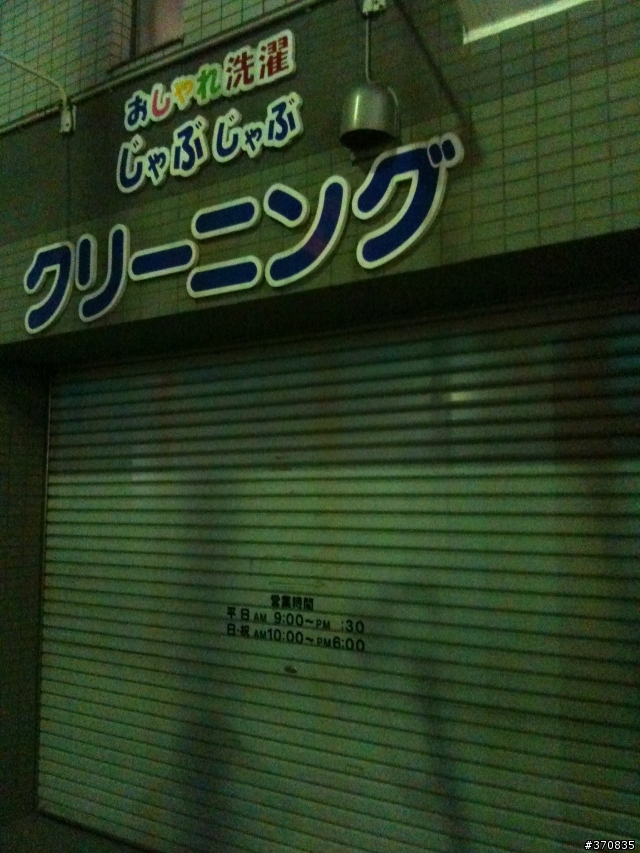 おしゃれ洗濯
じゃぶじゃぶ
クリーニング
営業時間
平日AM 9:00~PM :30
日・祝AM10:00~PM6:00
#370835